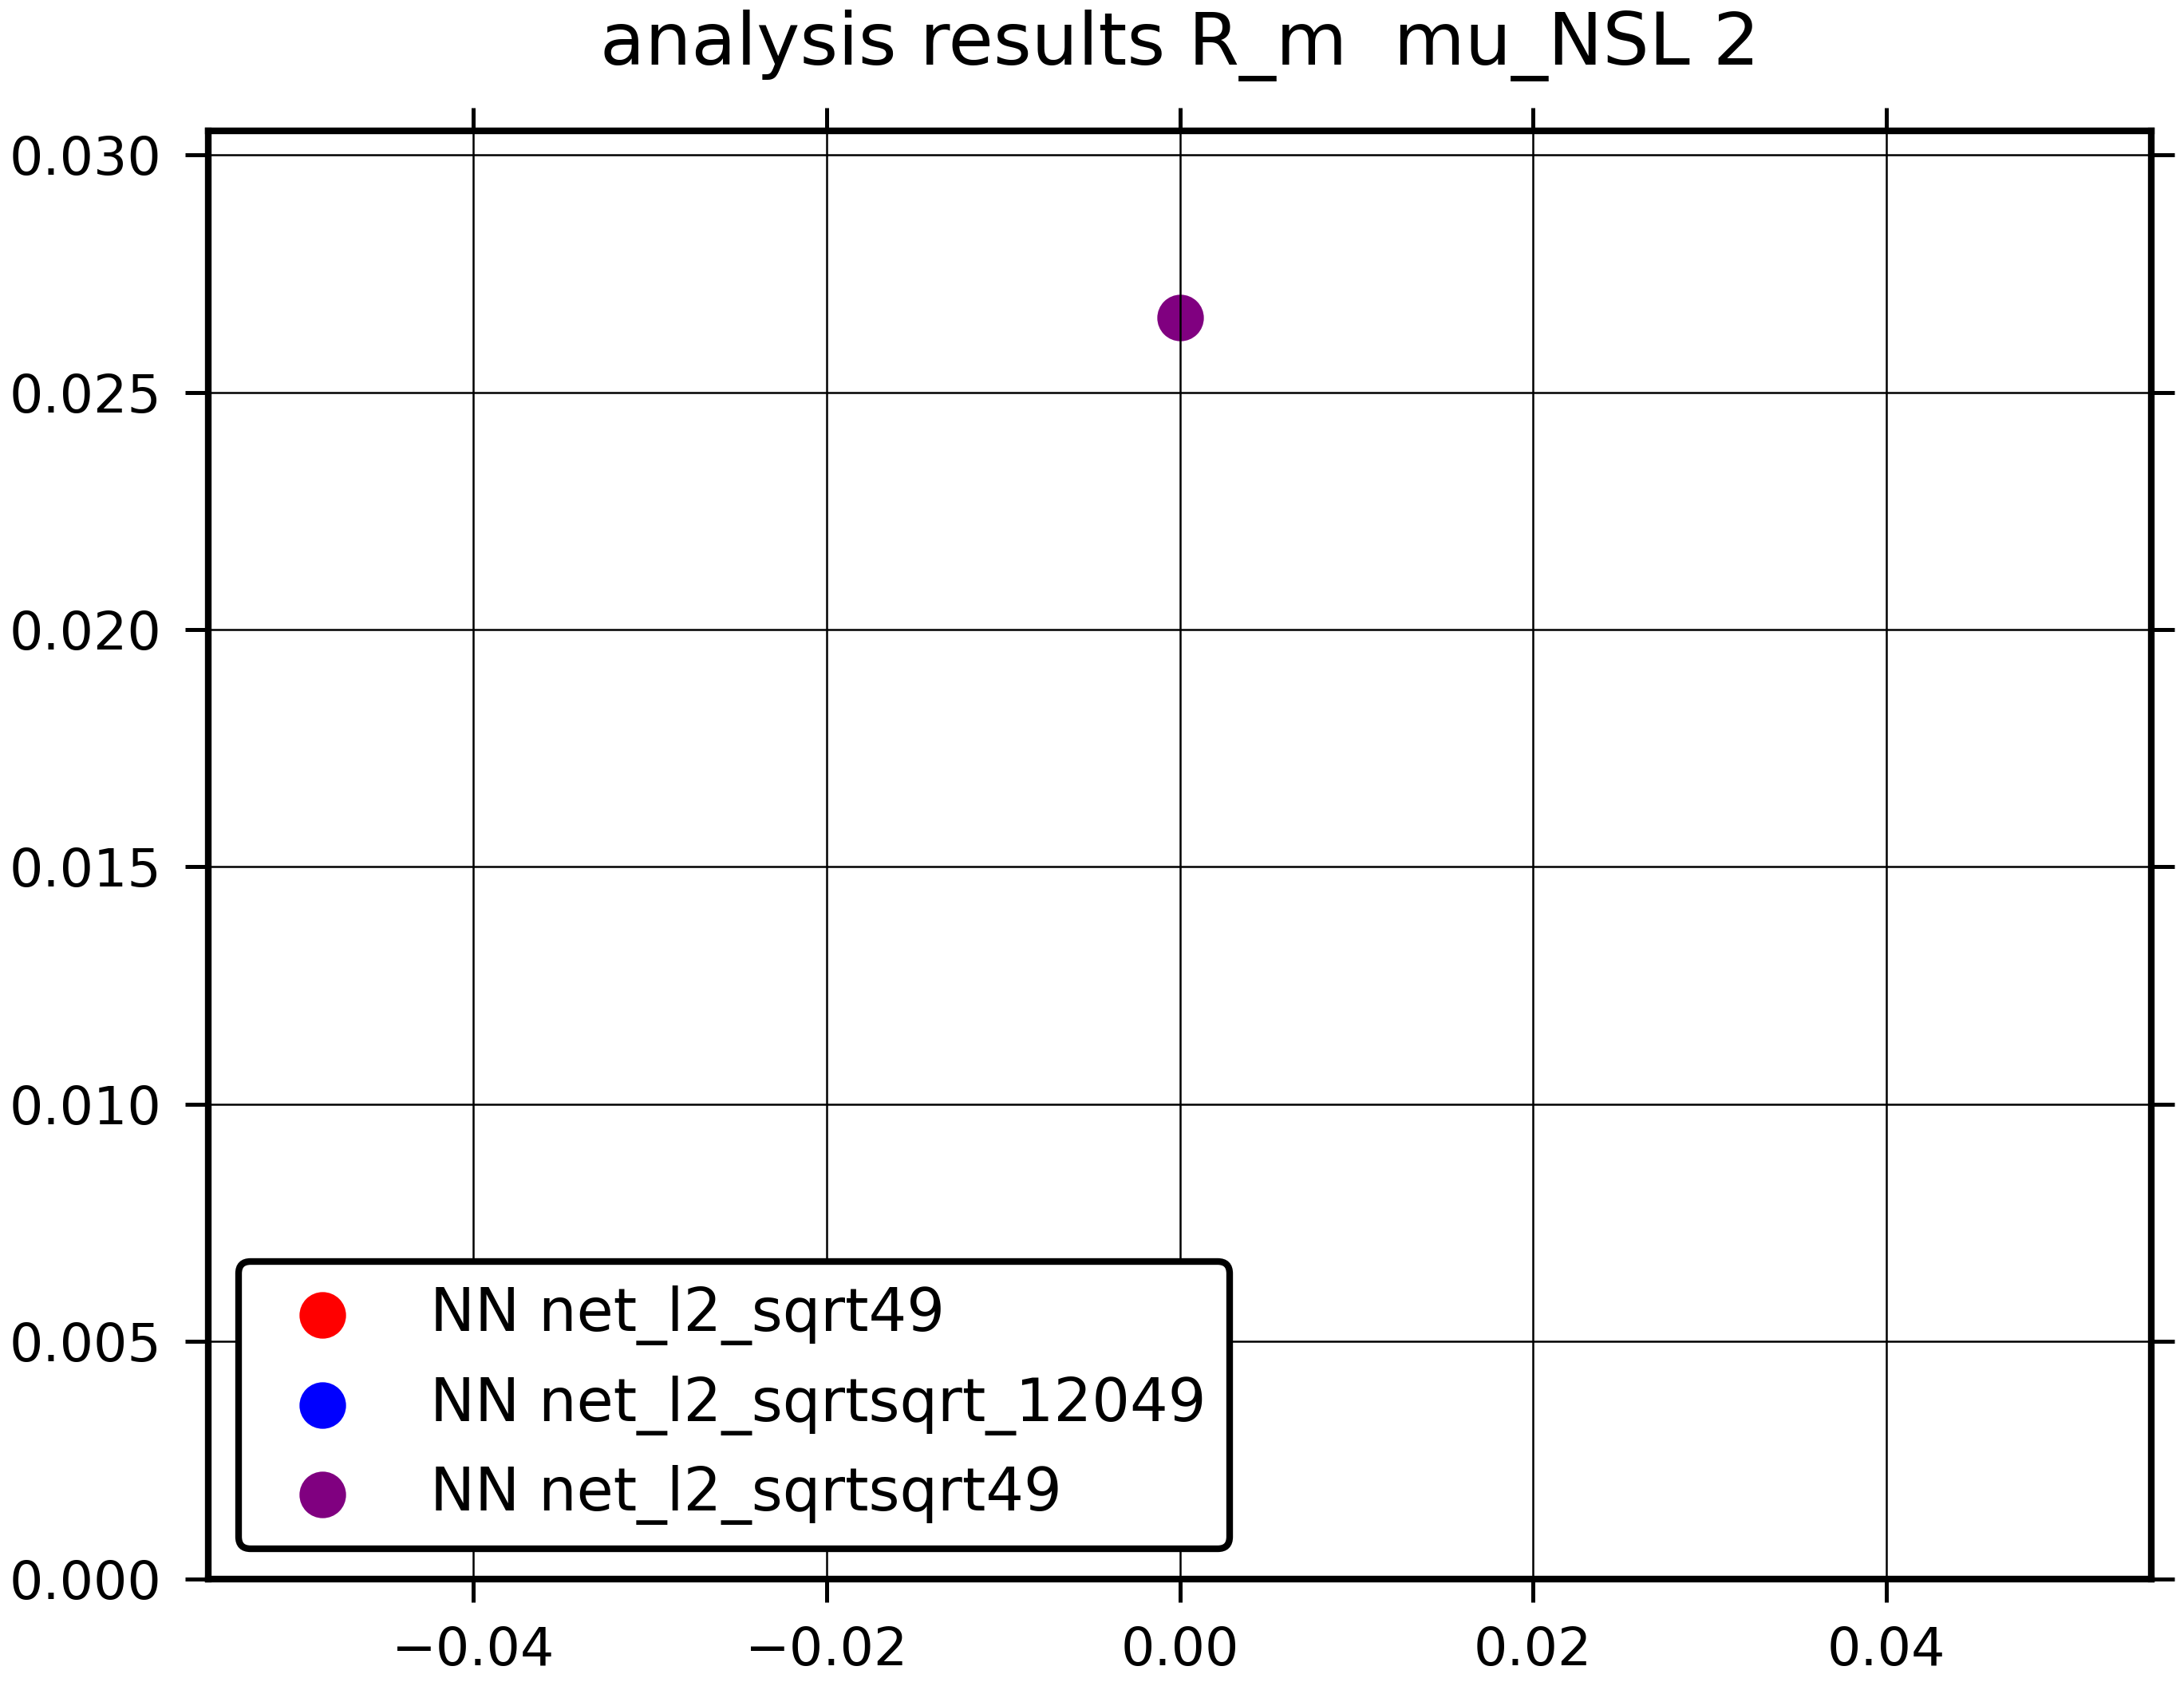 analysis results R_m  mu_NSL 2
0.030
0.025
0.020
0.015
0.010
0.005
0.000
NN net_l2_sqrt49
NN net_l2_sqrtsqrt_12049
NN net_l2_sqrtsqrt49
−0.04 −0.02 0.00 0.02 0.04